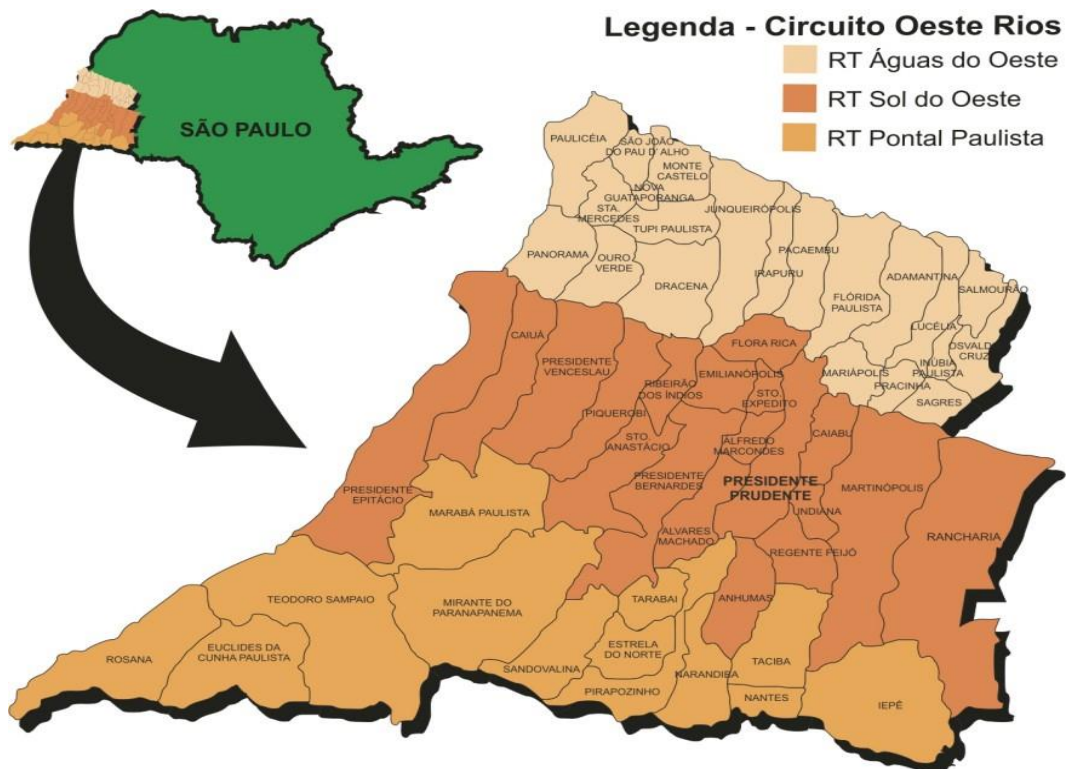 Legenda - Circuito Oeste Rios
RT Águas do Oeste
RT Sol do Oeste
RT Pontal Paulista
SÃO PAULO
PAULICÉIA
SÃO JOÃO
DO PAU D' ALHO
MONTE
CASTELO
NOVA
GUATAPORANGA
STA.
MERCEDES
TUPI PAULISTA
JUNQUEIRÓPOLIS
PANORAMA
OURO
VERDE
DRACENA
IRAPURU
PACAEMBU
FLÓRIDA
PAULISTA
ADAMANTINA
SALMOURÃO
LUCÉLIA
OSVALD
CRUZ
INÚBIA
PAULISTA
MARIÁPOLIS
PRACINHA
SAGRES
CAIUÁ
PRESIDENTE
VENCESLAU
FLORA RICA
EMILIANÓPOLIS
RIBEIRÃO
DOS ÍNDIOS
STO.
EXPEDITO
PIQUEROBÍ
STO.
ANASTÁCIO
ALFREDO
MARCONDES
CAIABU
PRESIDENTE
BERNARDES
PRESIDENTE
PRUDENTE
MARTINÓPOLIS
PRESIDENTE
EPITÁCIO
MARABÁ PAULISTA
UNDIANA
ALVARES
MACHADO
REGENTE FEIJÓ
RANCHARIA
TEODORO SAMPAIO
MIRANTE DO
PARANAPANEMA
TARABAI
ANHUMAS
ROSANA
EUCLIDES DA
CUNHA PAULISTA
ESTRELA
DO NORTE
SANDOVALINA
PIRAPOZINHO
NARANDIBA
TACIBA
NANTES
IEPÊ